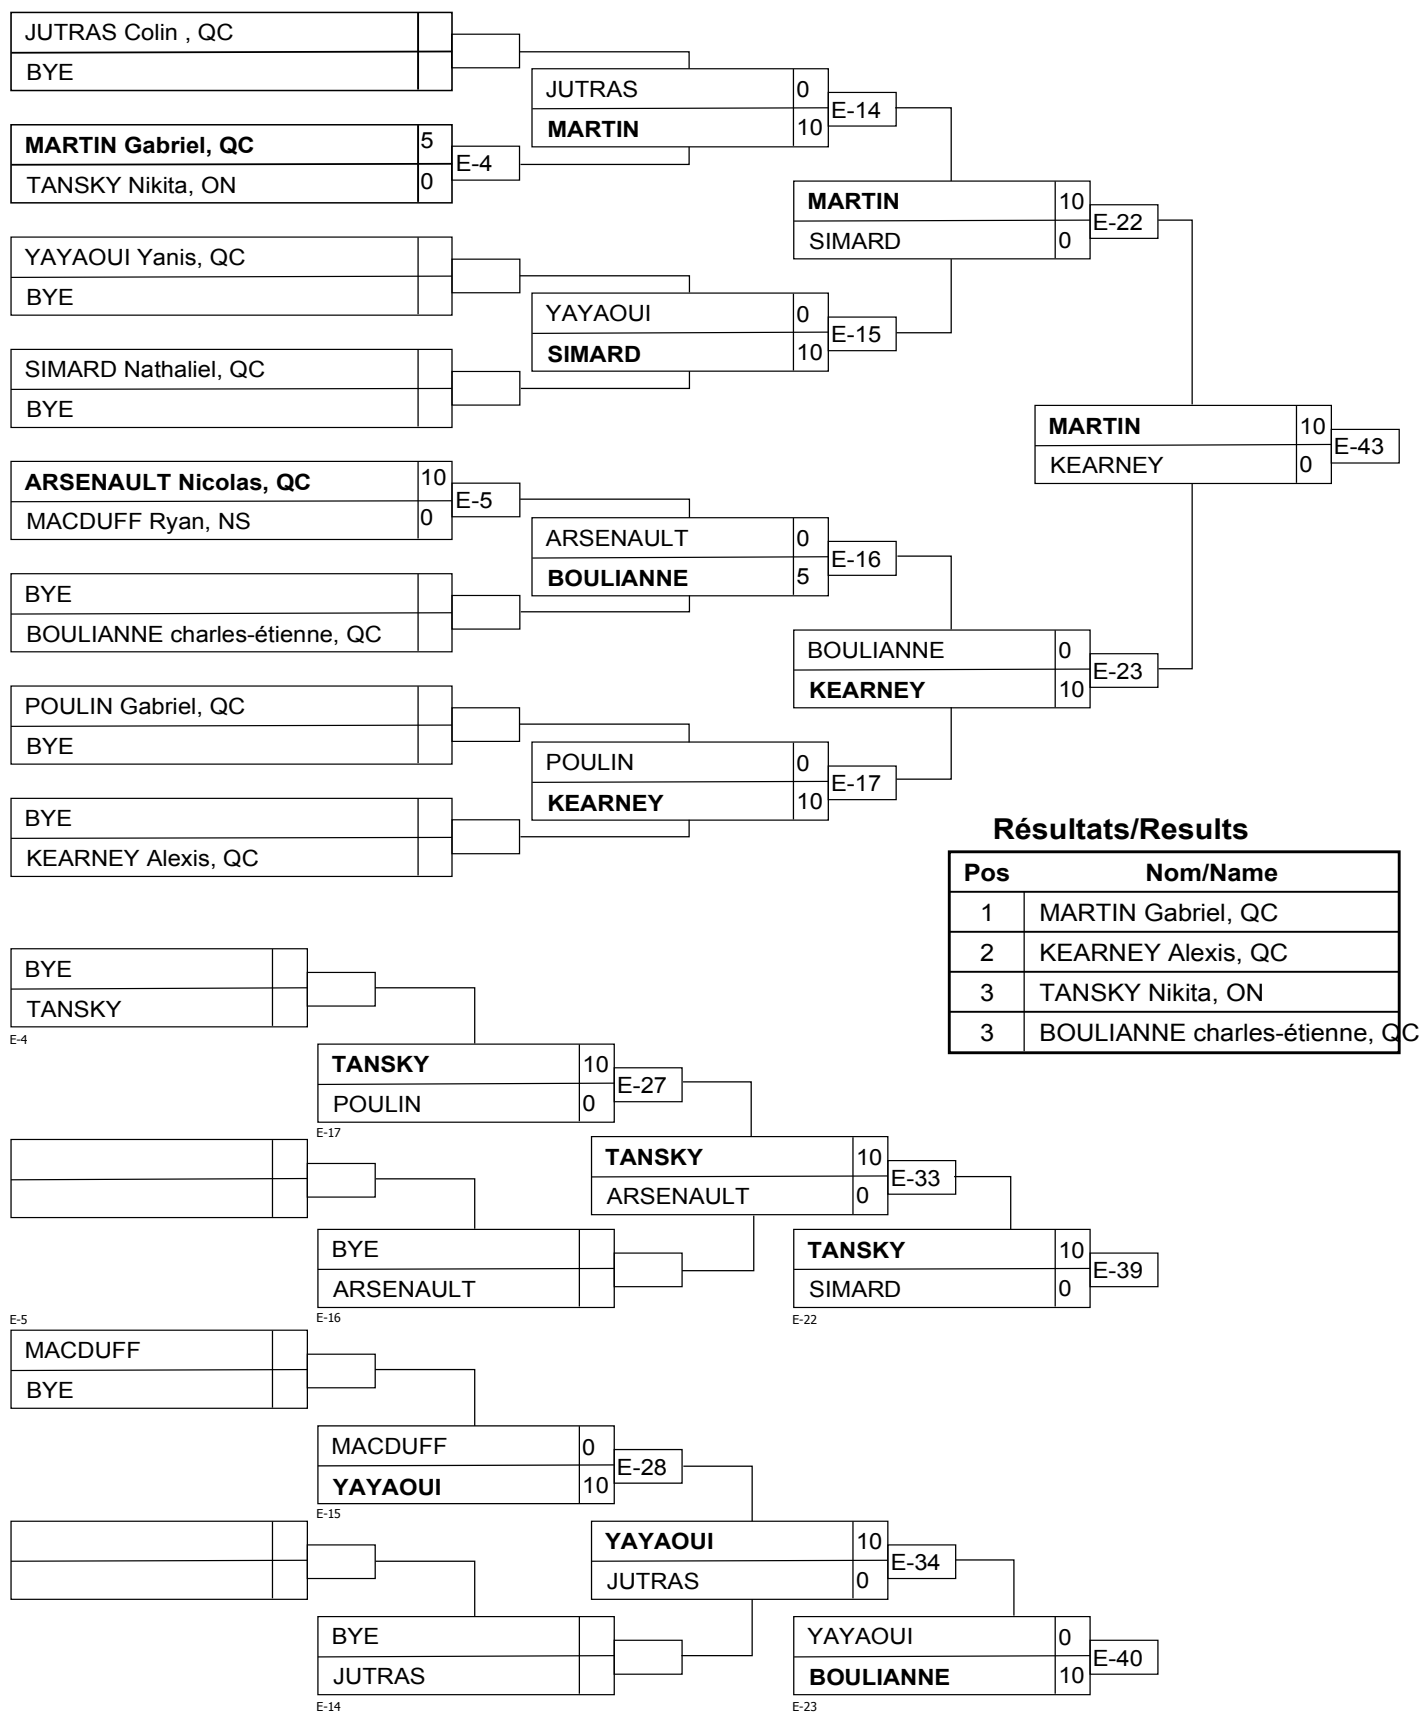 JUTRAS Colin , QC
BYE
MARTIN Gabriel, QC 5
TANSKY Nikita, ON 0
E-4
YAYAOUI Yanis, QC
BYE
SIMARD Nathaliel, QC
BYE
ARSENAULT Nicolas, QC 10
MACDUFF Ryan, NS 0
E-5
BYE
BOULIANNE charles-étienne, QC
POULIN Gabriel, QC
BYE
BYE
KEARNEY Alexis, QC
JUTRAS 0
MARTIN 10
E-14
YAYAOUI 0
SIMARD 10
E-15
ARSENAULT 0
BOULIANNE 5
E-16
POULIN 0
KEARNEY 10
E-17
MARTIN 10
SIMARD 0
E-22
BOULIANNE 0
KEARNEY 10
E-23
MARTIN 10
KEARNEY 0
E-43
Résultats/Results
Pos Nom/Name
1 MARTIN Gabriel, QC
2 KEARNEY Alexis, QC
3 TANSKY Nikita, ON
3 BOULIANNE charles-étienne, QC
BYE
TANSKY
E-4
TANSKY 10
POULIN 0
E-27
E-17
BYE
ARSENAULT
E-16
TANSKY 10
ARSENAULT 0
E-33
TANSKY 10
SIMARD 0
E-39
E-22
E-5
MACDUFF
BYE
MACDUFF 0
YAYAOUI 10
E-28
E-15
BYE
JUTRAS
E-14
YAYAOUI 10
JUTRAS 0
E-34
YAYAOUI 0
BOULIANNE 10
E-40
E-23